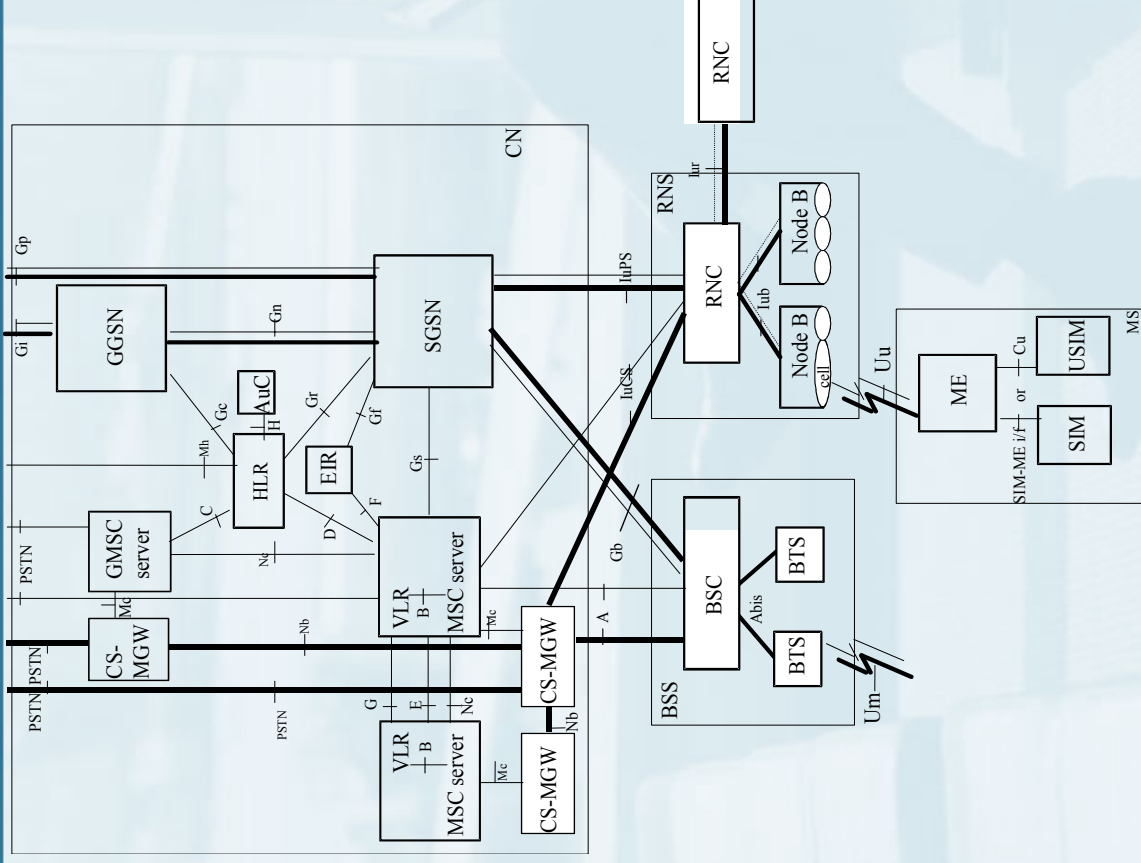 RNC
CN
Gp
Gi
GGSN
Gn
SGSN
Iur
RNS
IuPS
RNC
Node B
Node B
cell
Iub
AuC
H
Gc
Gr
Gf
Mh
HLR
EIR
Gs
IuCS
C
D
F
PSTN
GMSC
server
Nc
Mc
CS-
MGW
PSTN
PSTN
Nb
PSTN
VLR
B
MSC server
Mc
Gb
A
CS-MGW
G
E
Nc
Nb
VLR
B
MSC server
Mc
CS-MGW
BSC
Abis
BTS
BTS
BSS
Um
Uu
ME
Cu
or
SIM-ME i/f
USIM
SIM
MS